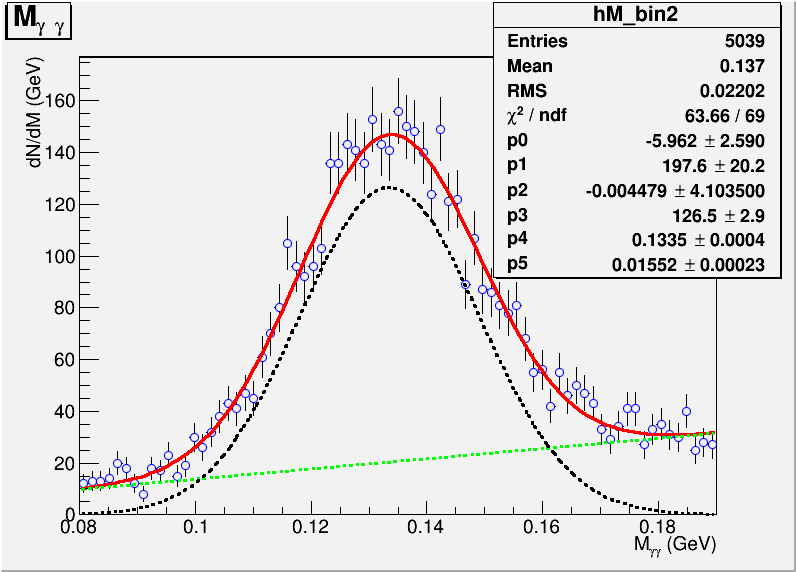 Mγ γ
hM_bin2
Entries 5039
Mean 0.137
RMS 0.02202
χ² / ndf 63.66 / 69
p0 -5.962 ± 2.590
p1 197.6 ± 20.2
p2 -0.004479 ± 4.103500
p3 126.5 ± 2.9
p4 0.1335 ± 0.0004
p5 0.01552 ± 0.00023
dN/dM (GeV)
160
140
120
100
80
60
40
20
0
0.08 0.1 0.12 0.14 0.16 0.18
Mγγ (GeV)